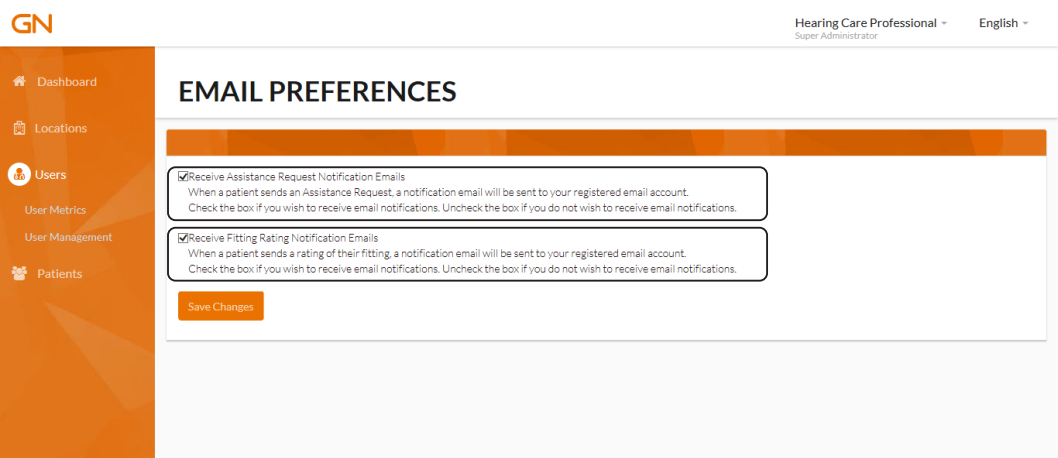 GN
Hearing Care Professional
Super Administrator
English
Dashboard
Locations
Users
User Metrics
User Management
Patients
EMAIL PREFERENCES
Receive Assistance Request Notification Emails
When a patient sends an Assistance Request, a notification email will be sent to your registered email account.
Check the box if you wish to receive email notifications. Uncheck the box if you do not wish to receive email notifications.
Receive Fitting Rating Notification Emails
When a patient sends a rating of their fitting, a notification email will be sent to your registered email account.
Check the box if you wish to receive email notifications. Uncheck the box if you do not wish to receive email notifications.
Save Changes